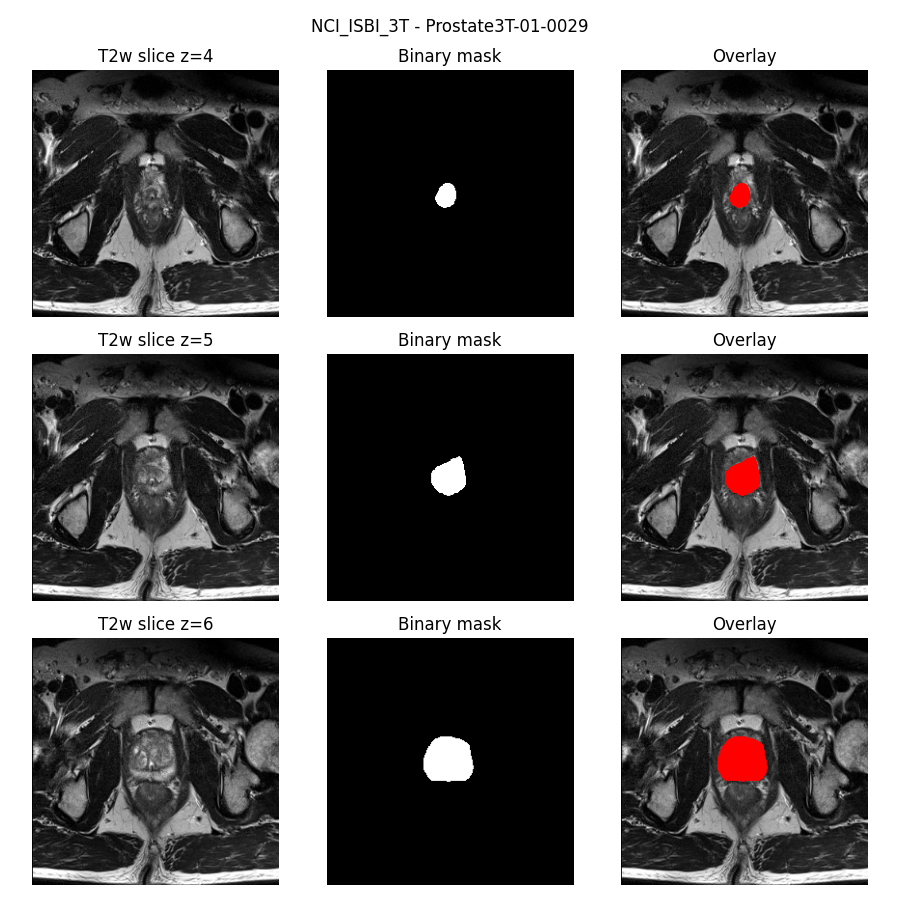 NCI_ISBI_3T - Prostate3T-01-0029
T2w slice z=4
Binary mask
Overlay
T2w slice z=5
Binary mask
Overlay
T2w slice z=6
Binary mask
Overlay